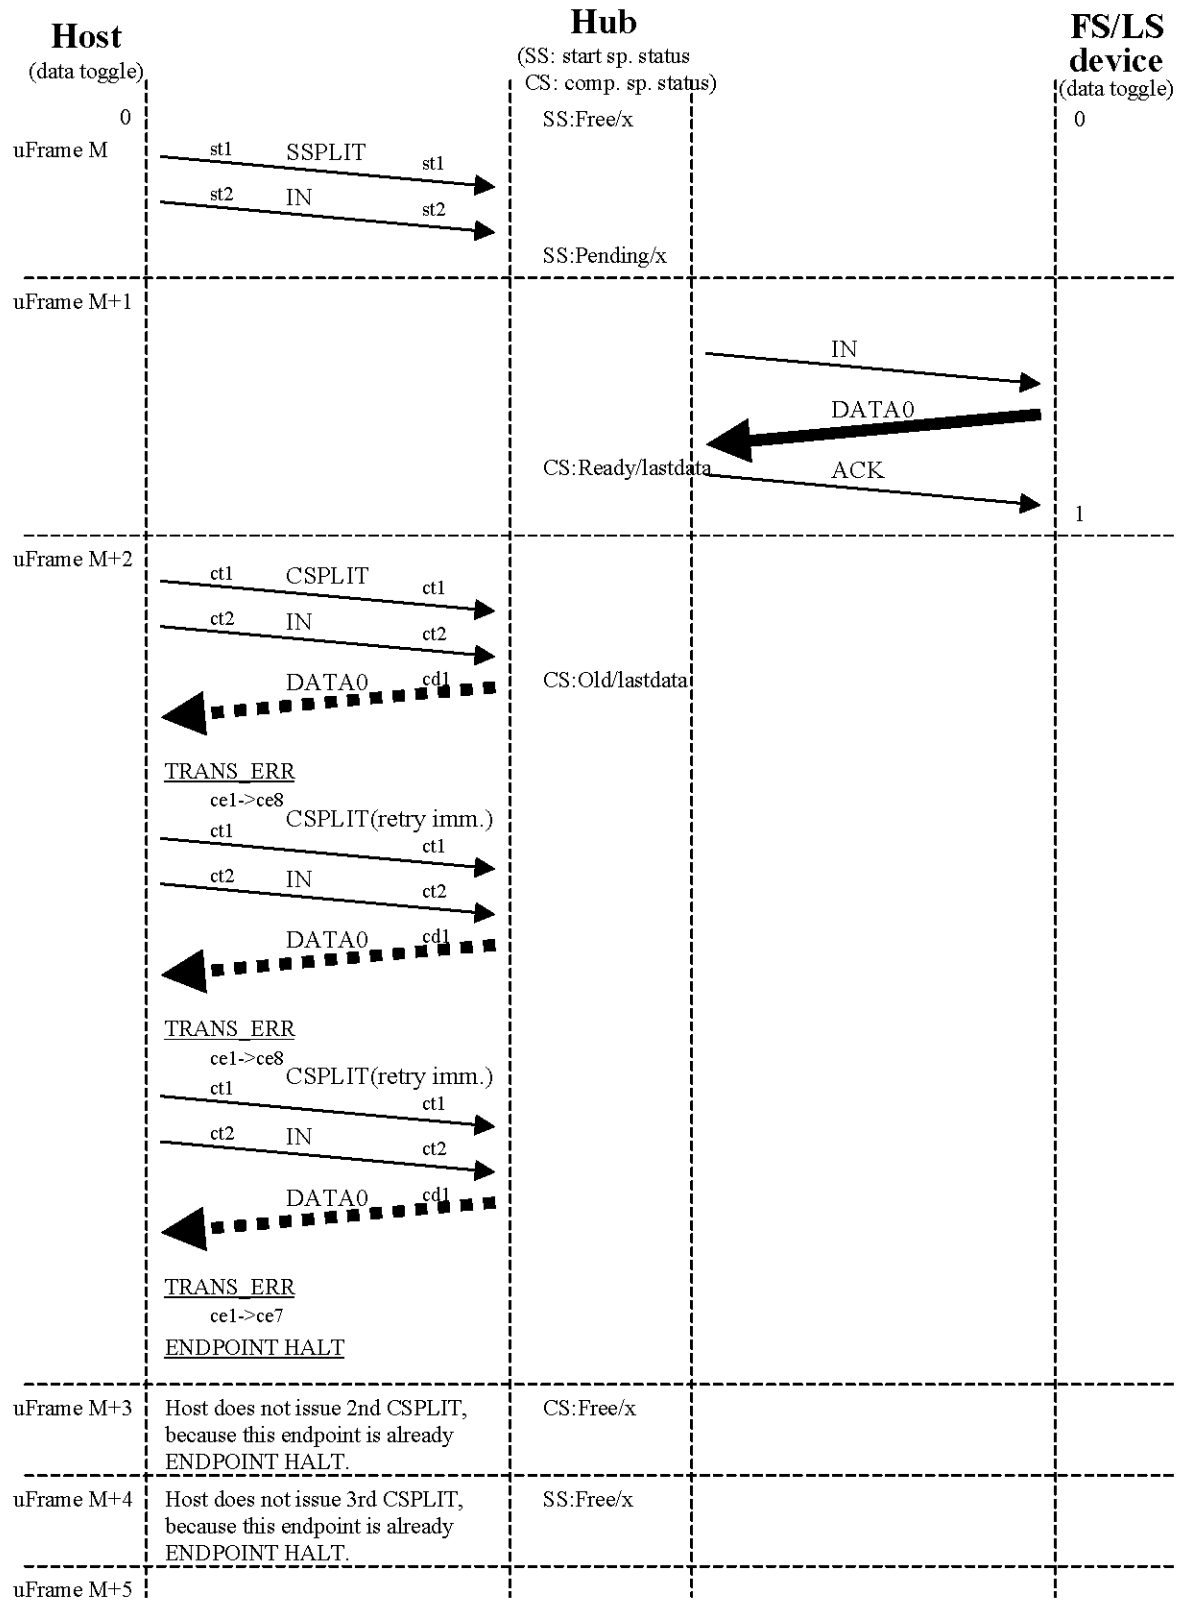 Host
(data toggle)
Hub
(SS: start sp. status
CS: comp. sp. status)
FS/LS
device
(data toggle)
0
SS:Free/x
0
uFrame M
st1
SSPLIT
st1
st2
IN
st2
SS:Pending/x
uFrame M+1
IN
DATA0
CS:Ready/lastdata
ACK
1
uFrame M+2
ct1
CSPLIT
ct1
ct2
IN
ct2
DATA0
cd1
CS:Old/lastdata
TRANS_ERR
ce1->ce8
CSPLIT(retry imm.)
ct1
ct1
ct2
IN
ct2
DATA0
cd1
TRANS_ERR
ce1->ce8
CSPLIT(retry imm.)
ct1
ct1
ct2
IN
ct2
DATA0
cd1
TRANS_ERR
ce1->ce7
ENDPOINT HALT
uFrame M+3
Host does not issue 2nd CSPLIT,
because this endpoint is already
ENDPOINT HALT.
CS:Free/x
uFrame M+4
Host does not issue 3rd CSPLIT,
because this endpoint is already
ENDPOINT HALT.
SS:Free/x
uFrame M+5